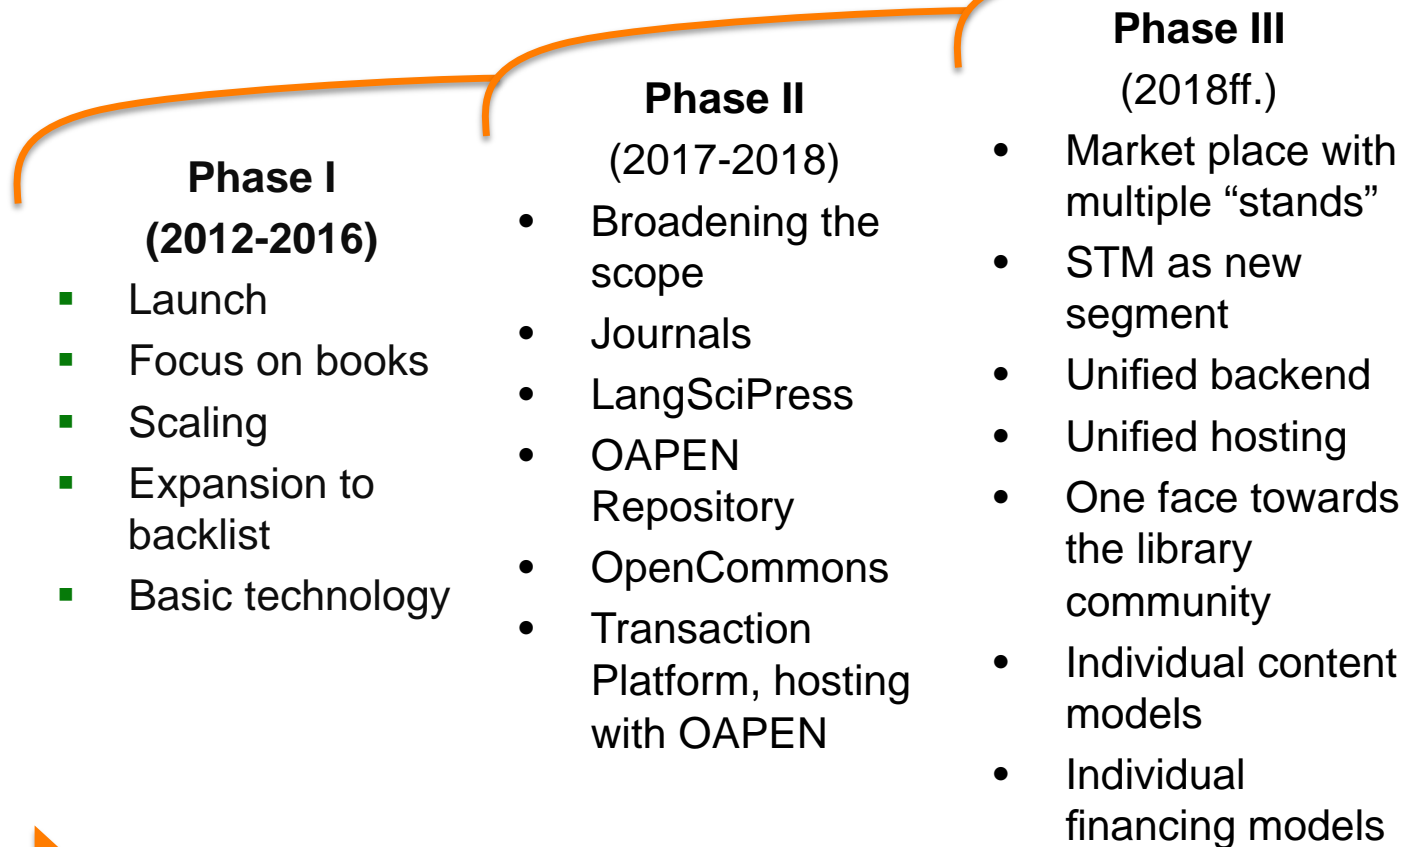 Phase I
(2012-2016)
▪ Launch
▪ Focus on books
▪ Scaling
▪ Expansion to
backlist
▪ Basic technology
Phase II
(2017-2018)
• Broadening the
scope
• Journals
• LangSciPress
• OAPEN
Repository
• OpenCommons
• Transaction
Platform, hosting
with OAPEN
Phase III
(2018ff.)
• Market place with
multiple “stands”
• STM as new
segment
• Unified backend
• Unified hosting
• One face towards
the library
community
• Individual content
models
• Individual
financing models